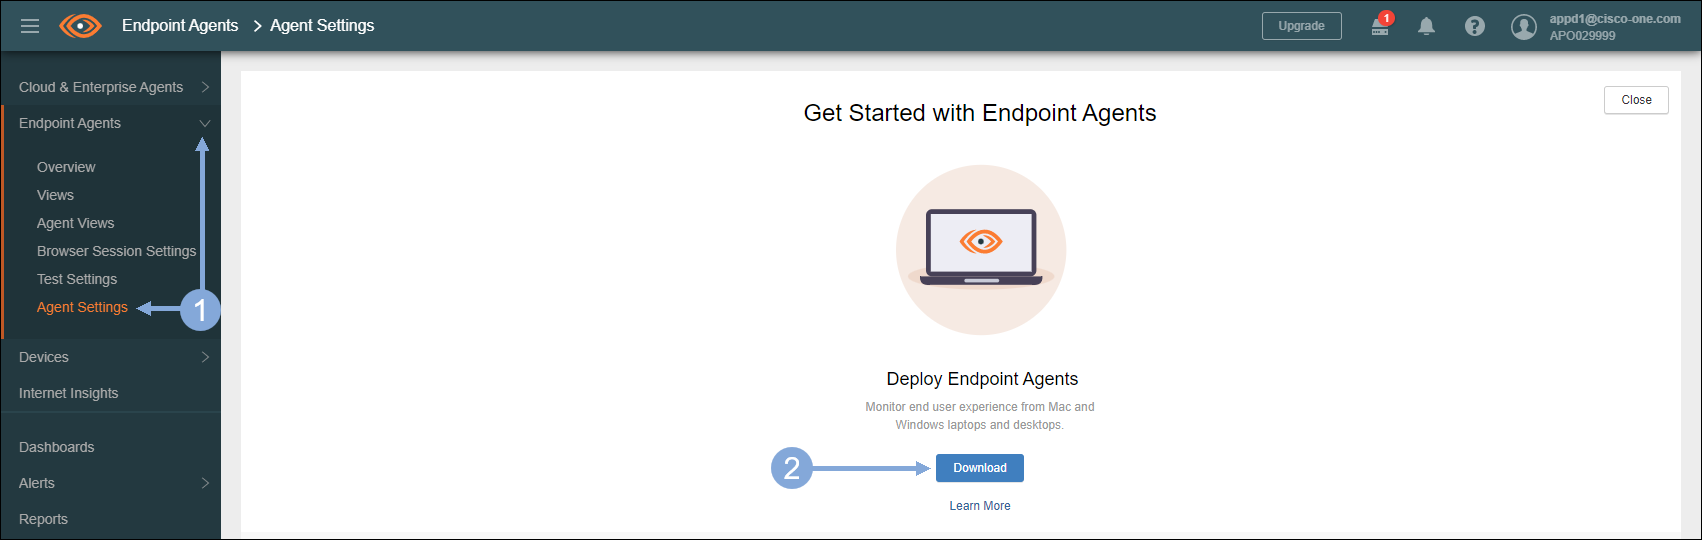 Endpoint Agents > Agent Settings
Upgrade
1
appd1@cisco-one.com
APO029999
Cloud & Enterprise Agents
Endpoint Agents
Overview
Views
Agent Views
Browser Session Settings
Test Settings
Agent Settings
1
Devices
Internet Insights
Dashboards
Alerts
Reports
Close
Get Started with Endpoint Agents
Deploy Endpoint Agents
Monitor end user experience from Mac and
Windows laptops and desktops.
2
Download
Learn More